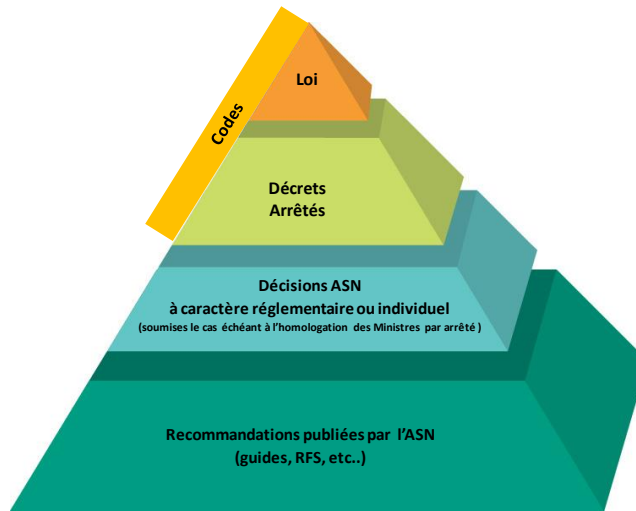 Loi
Codes
Décrets
Arrêtés
Décisions ASN
à caractère réglementaire ou individuel
(soumises le cas échéant à l'homologation des Ministres par arrêté )
Recommandations publiées par l'ASN
(guides, RFS, etc..)